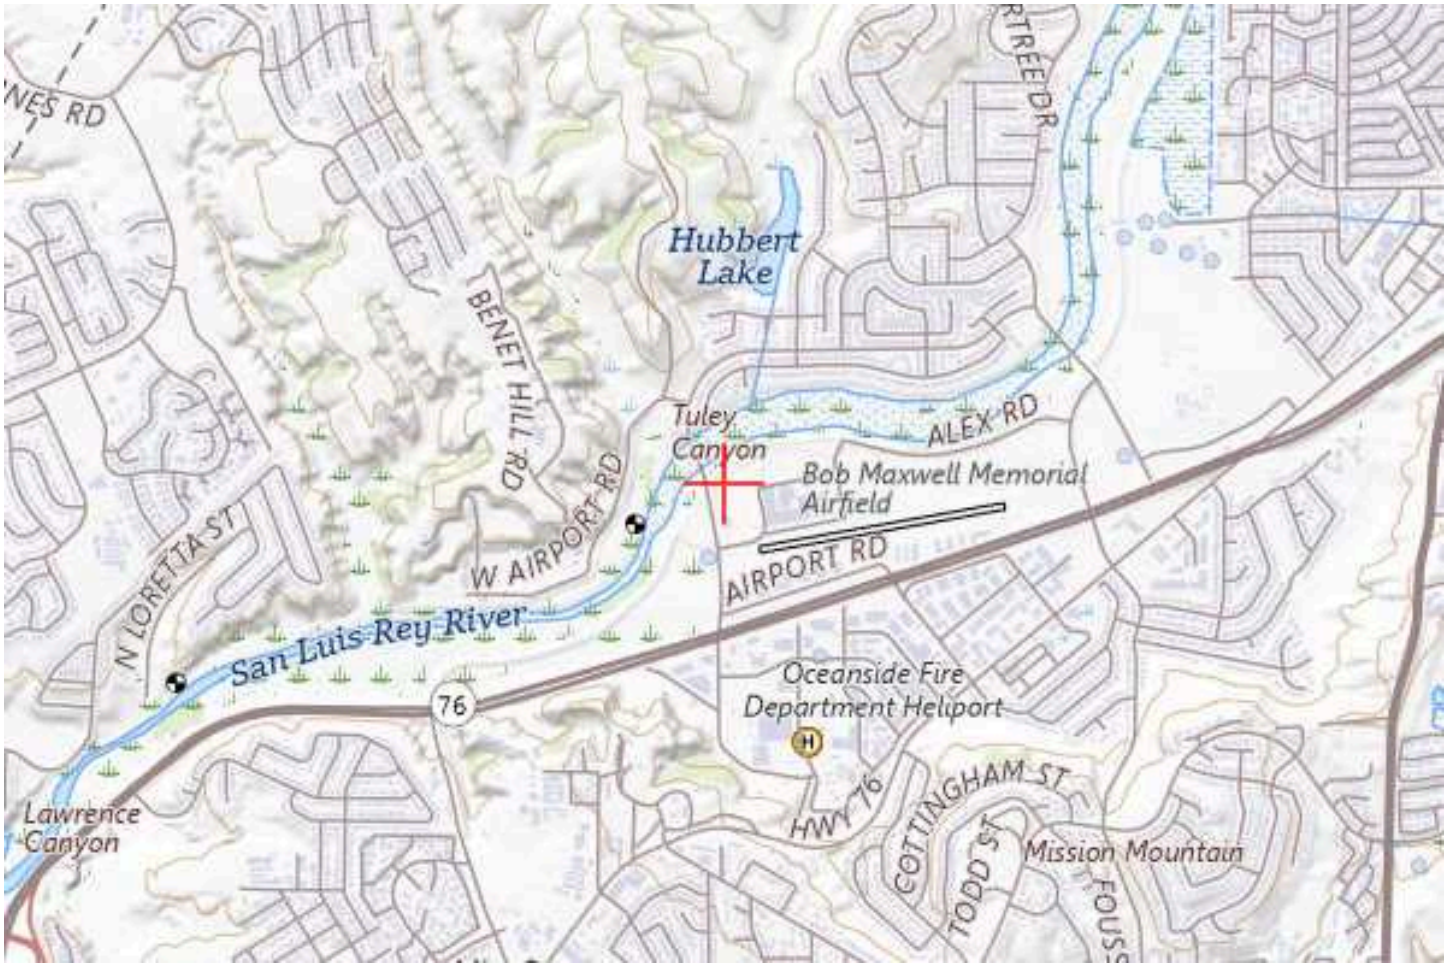 NES RD
RTREE DR
Hubbert
Lake
BENET HILL RD
Tuley
Canyon
ALEX RD
Bob Maxwell Memorial
Airfield
W AIRPORT RD
AIRPORT RD
N LORETTA ST
San Luis Rey River
76
Oceanside Fire
Department Heliport
H
HWY 76
COTTINGHAM ST
TODD ST
Mission Mountain
FOUS
Lawrence
Canyon